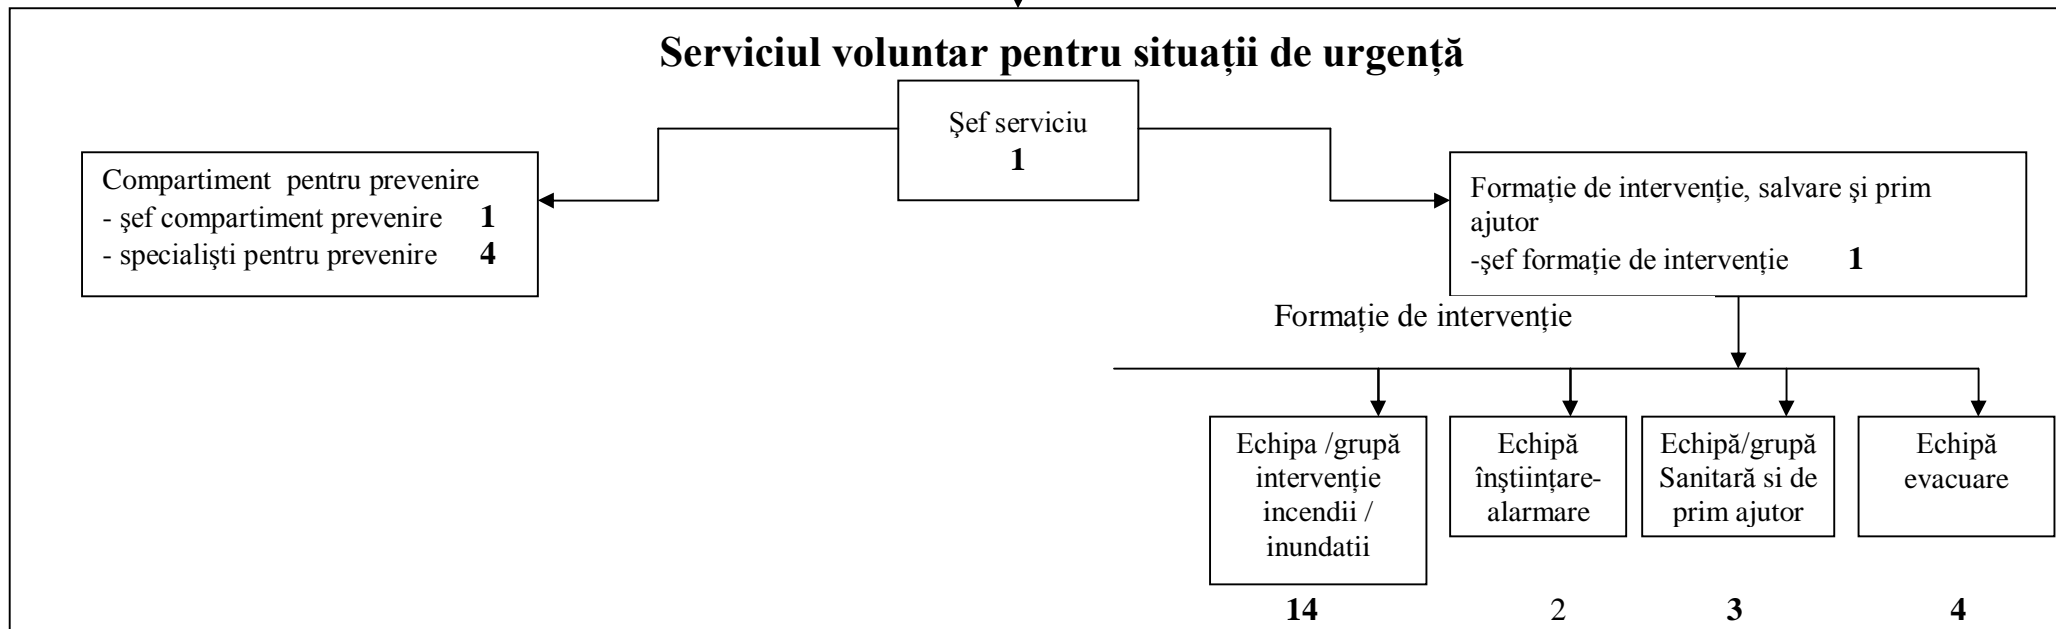 Serviciul voluntar pentru situații de urgență
Şef serviciu
1
Compartiment pentru prevenire
- şef compartiment prevenire 1
- specialişti pentru prevenire 4
Formație de intervenție, salvare şi prim
ajutor
-şef formație de intervenție 1
Formație de intervenție
Echipa /grupă
intervenție
incendii /
inundatii
Echipă
înştiințare-
alarmare
Echipă/grupă
Sanitară si de
prim ajutor
Echipă
evacuare
14 2 3 4